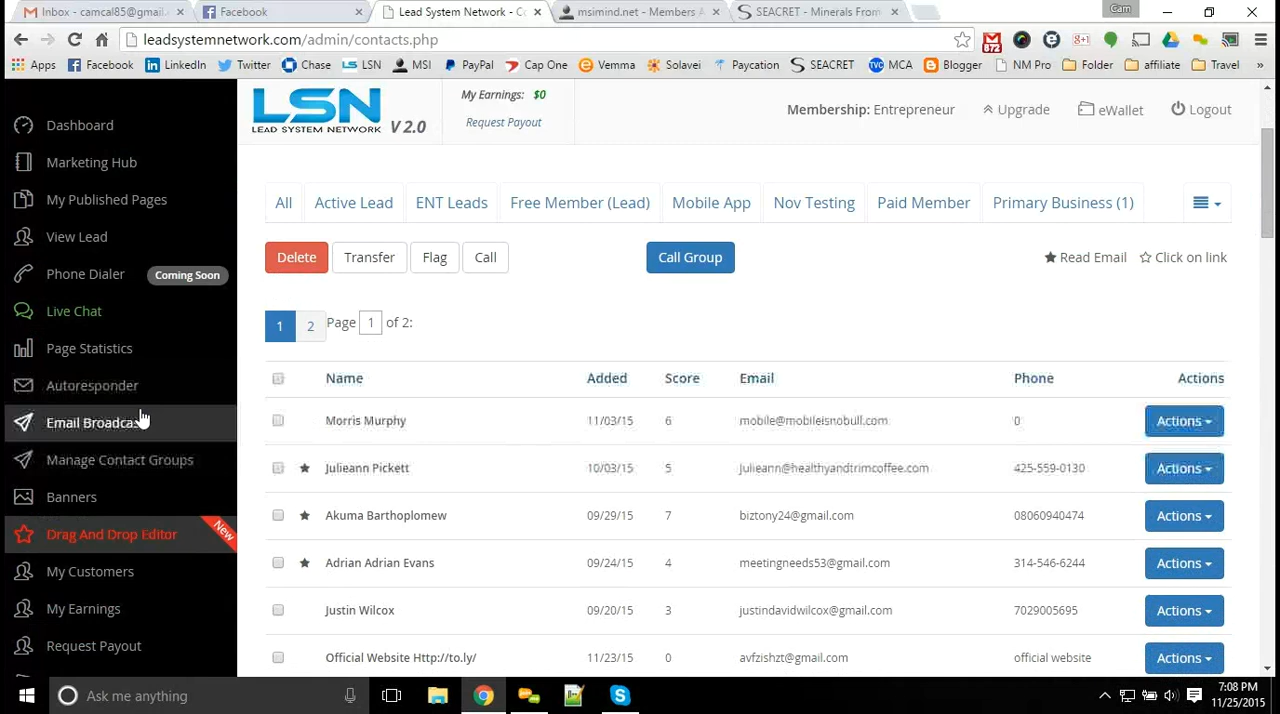 Inbox - camcal85@gmail.
Facebook
Lead System Network - Co
msimind.net - Members A
SEACRET - Minerals From
Cam
leadsystemnetwork.com/admin/contacts.php
Apps Facebook LinkedIn Twitter Chase LSN MSI PayPal Cap One Vemma Solavei Paycation SEACRET MCA Blogger NM Pro Folder affiliate Travel »
LSN
LEAD SYSTEM NETWORK
V 2.0
My Earnings: $0
Request Payout
Membership: Entrepreneur Upgrade eWallet Logout
Dashboard
Marketing Hub
My Published Pages
View Lead
Phone Dialer Coming Soon
Live Chat
Page Statistics
Autoresponder
Email Broadcas
Manage Contact Groups
Banners
Drag And Drop Editor New
My Customers
My Earnings
Request Payout
All Active Lead ENT Leads Free Member (Lead) Mobile App Nov Testing Paid Member Primary Business (1)
Delete Transfer Flag Call Call Group ★ Read Email ☆ Click on link
1 2 Page 1 of 2:
Name Added Score Email Phone Actions
Morris Murphy 11/03/15 6 mobile@mobileisnobull.com 0 Actions
★ Julieann Pickett 10/03/15 5 julieann@healthyandtrimcoffee.com 425-559-0130 Actions
★ Akuma Bartholomew 09/29/15 7 biztony24@gmail.com 08060940474 Actions
★ Adrian Adrian Evans 09/24/15 4 meetingneeds53@gmail.com 314-546-6244 Actions
Justin Wilcox 09/20/15 3 justindavidwilcox@gmail.com 7029005695 Actions
Official Website Http://to.ly/ 11/23/15 0 avfzishzt@gmail.com official website Actions
Ask me anything
7:08 PM
11/25/2015